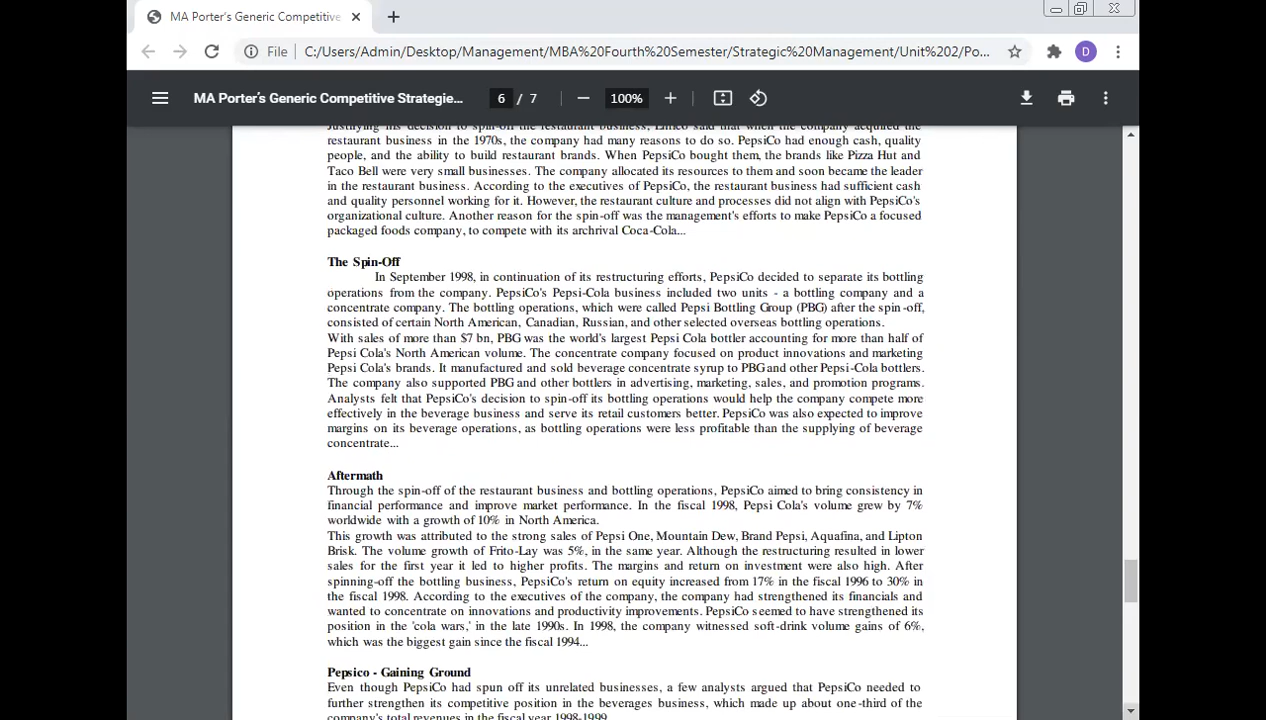 MA Porter's Generic Competitive
File C:/Users/Admin/Desktop/Management/MBA%20Fourth%20Semester/Strategic%20Management/Unit%202/Po...
D
MA Porter's Generic Competitive Strategie... 6 / 7 100%
Justifying his decision to spin-off the restaurant business, Enrico said that when the company acquired the
restaurant business in the 1970s, the company had many reasons to do so. PepsiCo had enough cash, quality
people, and the ability to build restaurant brands. When PepsiCo bought them, the brands like Pizza Hut and
Taco Bell were very small businesses. The company allocated its resources to them and soon became the leader
in the restaurant business. According to the executives of PepsiCo, the restaurant business had sufficient cash
and quality personnel working for it. However, the restaurant culture and processes did not align with PepsiCo's
organizational culture. Another reason for the spin-off was the management's efforts to make PepsiCo a focused
packaged foods company, to compete with its archrival Coca-Cola...
The Spin-Off
In September 1998, in continuation of its restructuring efforts, PepsiCo decided to separate its bottling
operations from the company. PepsiCo's Pepsi-Cola business included two units - a bottling company and a
concentrate company. The bottling operations, which were called Pepsi Bottling Group (PBG) after the spin-off,
consisted of certain North American, Canadian, Russian, and other selected overseas bottling operations.
With sales of more than $7 bn, PBG was the world's largest Pepsi Cola bottler accounting for more than half of
Pepsi Cola's North American volume. The concentrate company focused on product innovations and marketing
Pepsi Cola's brands. It manufactured and sold beverage concentrate syrup to PBG and other Pepsi-Cola bottlers.
The company also supported PBG and other bottlers in advertising, marketing, sales, and promotion programs.
Analysts felt that PepsiCo's decision to spin-off its bottling operations would help the company compete more
effectively in the beverage business and serve its retail customers better. PepsiCo was also expected to improve
margins on its beverage operations, as bottling operations were less profitable than the supplying of beverage
concentrate...
Aftermath
Through the spin-off of the restaurant business and bottling operations, PepsiCo aimed to bring consistency in
financial performance and improve market performance. In the fiscal 1998, Pepsi Cola's volume grew by 7%
worldwide with a growth of 10% in North America.
This growth was attributed to the strong sales of Pepsi One, Mountain Dew, Brand Pepsi, Aquafina, and Lipton
Brisk. The volume growth of Frito-Lay was 5%, in the same year. Although the restructuring resulted in lower
sales for the first year it led to higher profits. The margins and return on investment were also high. After
spinning-off the bottling business, PepsiCo's return on equity increased from 17% in the fiscal 1996 to 30% in
the fiscal 1998. According to the executives of the company, the company had strengthened its financials and
wanted to concentrate on innovations and productivity improvements. PepsiCo seemed to have strengthened its
position in the 'cola wars,' in the late 1990s. In 1998, the company witnessed soft-drink volume gains of 6%,
which was the biggest gain since the fiscal 1994...
Pepsico - Gaining Ground
Even though PepsiCo had spun off its unrelated businesses, a few analysts argued that PepsiCo needed to
further strengthen its competitive position in the beverages business, which made up about one-third of the
company's total revenues in the fiscal year 1998-1999.